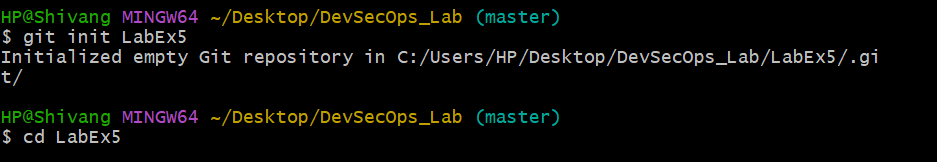 HP@Shivang MINGW64 ~/Desktop/DevSecOps_Lab (master)
$ git init LabEx5
Initialized empty Git repository in C:/Users/HP/Desktop/DevSecOps_Lab/LabEx5/.gi
t/
HP@Shivang MINGW64 ~/Desktop/DevSecOps_Lab (master)
$ cd LabEx5